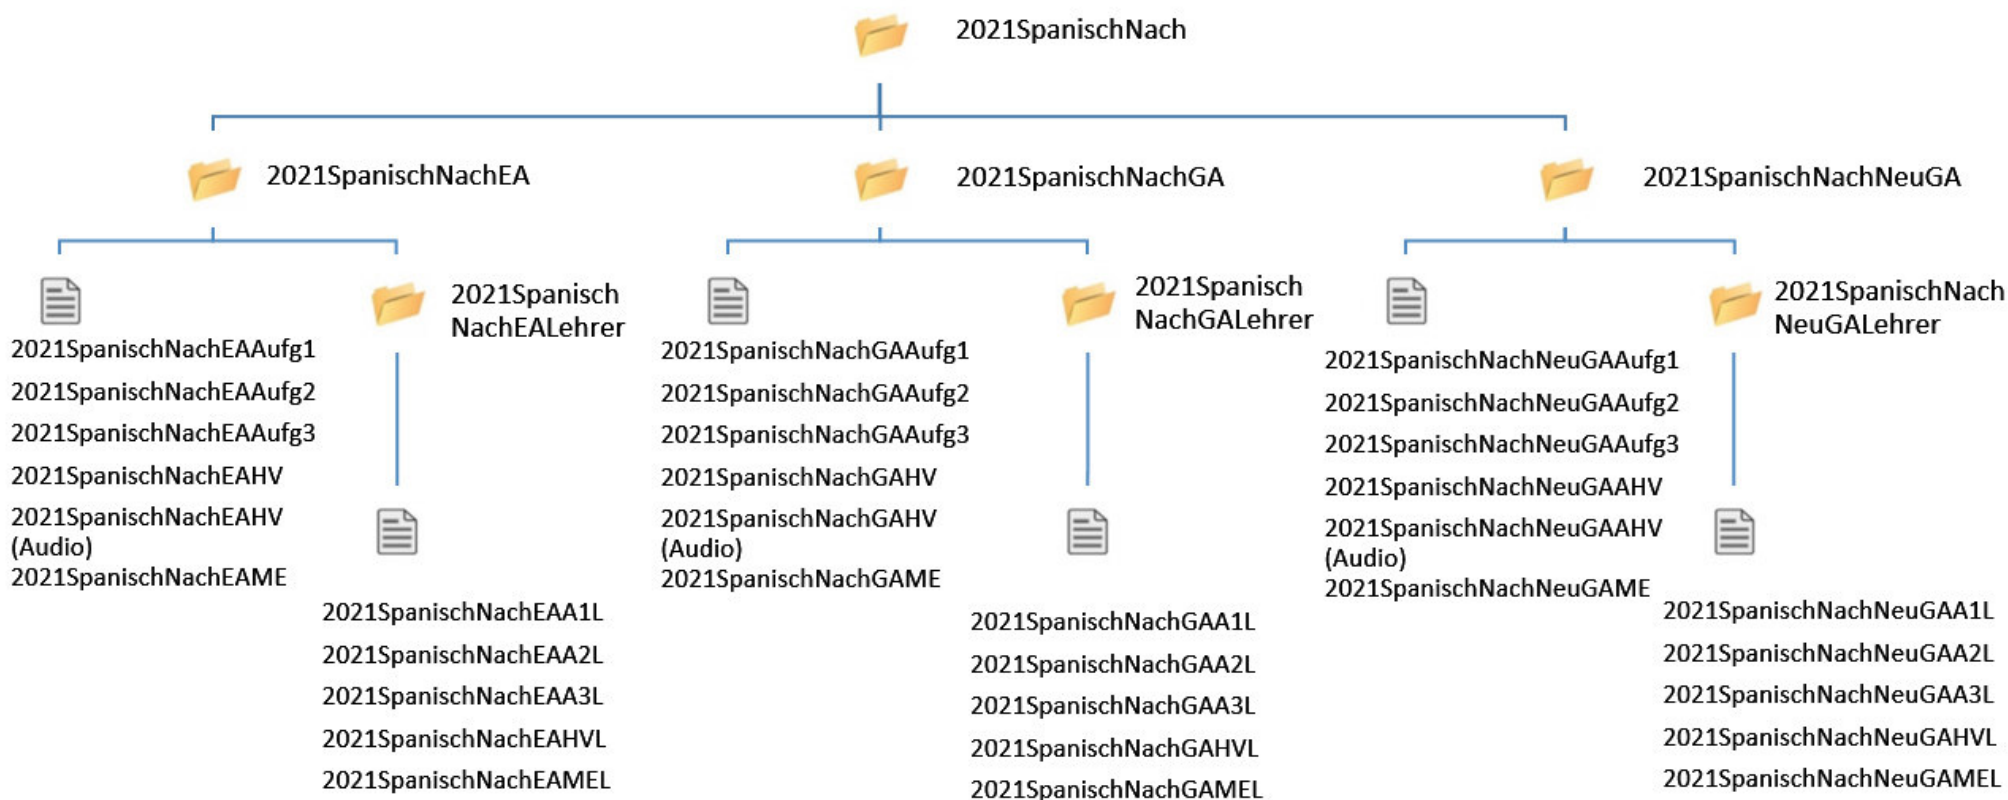 2021SpanischNach
2021SpanischNachEA
2021SpanischNachGA
2021SpanischNachNeuGA
2021Spanisch
NachEALehrer
2021Spanisch
NachGALehrer
2021SpanischNach
NeuGALehrer
2021SpanischNachEAAufg1
2021SpanischNachEAAufg2
2021SpanischNachEAAufg3
2021SpanischNachEAHV
2021SpanischNachEAHV
(Audio)
2021SpanischNachEAME
2021SpanischNachEAA1L
2021SpanischNachEAA2L
2021SpanischNachEAA3L
2021SpanischNachEAHVL
2021SpanischNachEAMEL
2021SpanischNachGAAufg1
2021SpanischNachGAAufg2
2021SpanischNachGAAufg3
2021SpanischNachGAHV
2021SpanischNachGAHV
(Audio)
2021SpanischNachGAME
2021SpanischNachGAA1L
2021SpanischNachGAA2L
2021SpanischNachGAA3L
2021SpanischNachGAHVL
2021SpanischNachGAMEL
2021SpanischNachNeuGAAufg1
2021SpanischNachNeuGAAufg2
2021SpanischNachNeuGAAufg3
2021SpanischNachNeuGAAHV
2021SpanischNachNeuGAAHV
(Audio)
2021SpanischNachNeuGAME
2021SpanischNachNeuGAA1L
2021SpanischNachNeuGAA2L
2021SpanischNachNeuGAA3L
2021SpanischNachNeuGAHVL
2021SpanischNachNeuGAMEL